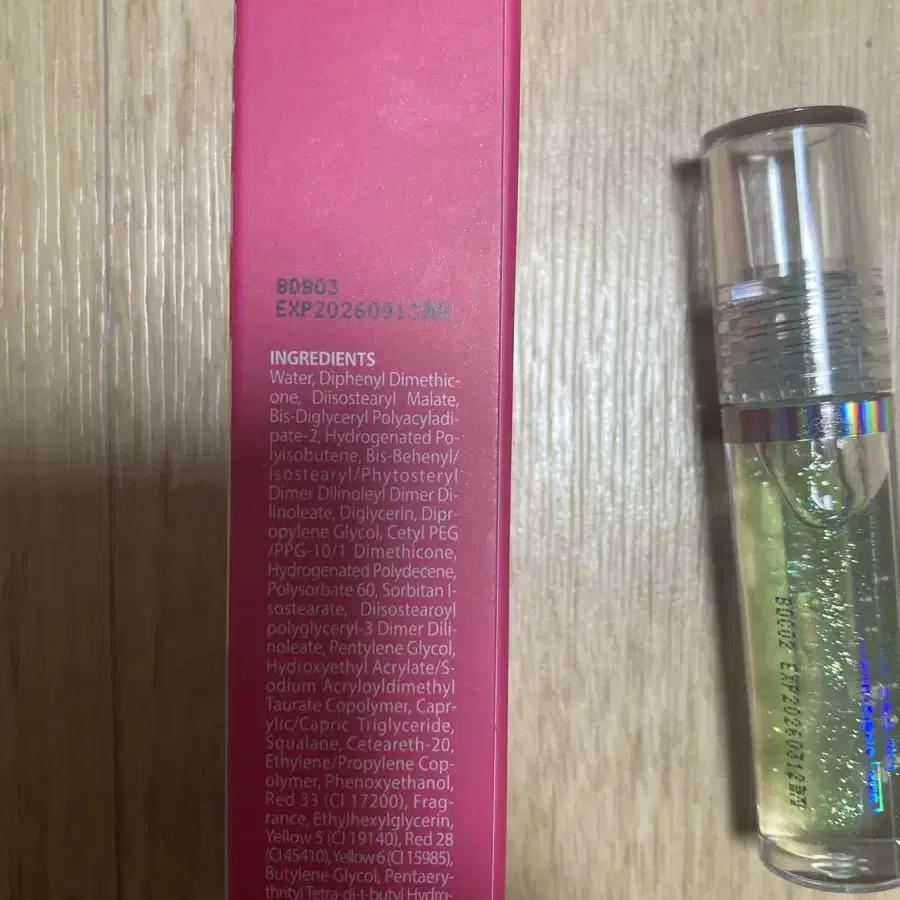 BDB03
EXP20260913
INGREDIENTS
Water, Diphenyl Dimethic-
one, Diisostearyl Malate,
Bis-Diglyceryl Polyacyladi-
pate-2, Hydrogenated Po-
lyisobutene, Bis-Behenyl/
Isostearyl/Phytosteryl
Dimer Dilinoleyl Dimer Di-
linoleate, Diglycerin, Dipr-
opylene Glycol, Cetyl PEG
/PPG-10/1 Dimethicone,
Hydrogenated Polydecene,
Polysorbate 60, Sorbitan I-
sostearate, Diisostearoyl
polyglyceryl-3 Dimer Dili-
noleate, Pentylene Glycol,
Hydroxyethyl Acrylate/S-
odium Acryloyldimethyl
Taurate Copolymer, Capr-
ylic/Capric Triglyceride,
Squalane, Ceteareth-20,
Ethylene/Propylene Cop-
olymer, Phenoxyethanol,
Red 33 (CI 17200), Frag-
rance, Ethylhexylglycerin,
Yellow 5 (CI 19140), Red 28
(CI 45410), Yellow 6 (CI 15985),
Butylene Glycol, Pentaery-
thrityl Tetra-di-t-butyl Hydro-
BUC02 EXP20260312